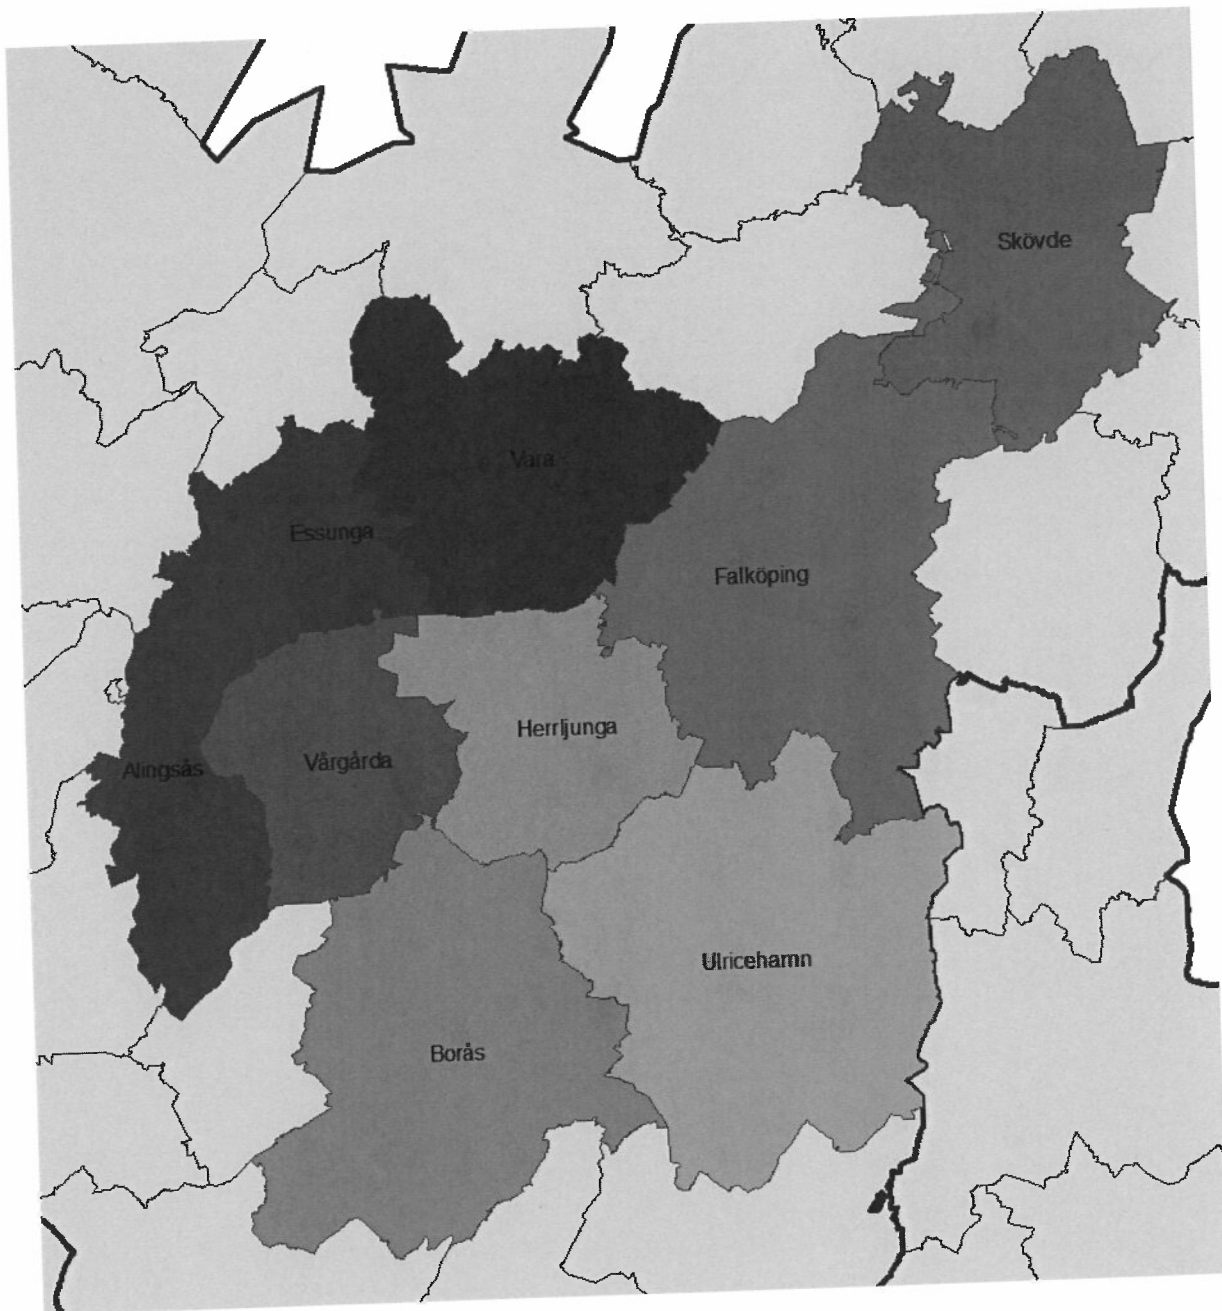 Skövde
Vara
Essunga
Falköping
Herrljunga
Vårgårda
Alingsås
Ulricehamn
Borås